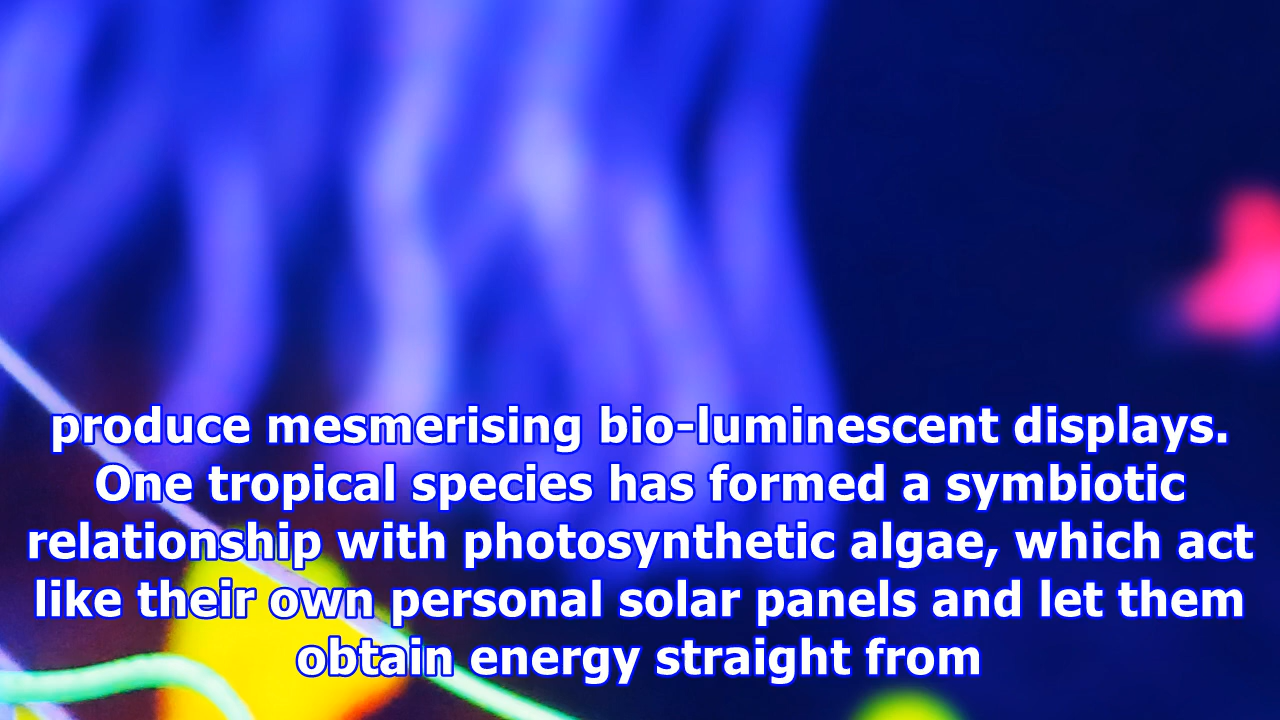 produce mesmerising bio-luminescent displays.
One tropical species has formed a symbiotic
relationship with photosynthetic algae, which act
like their own personal solar panels and let them
obtain energy straight from